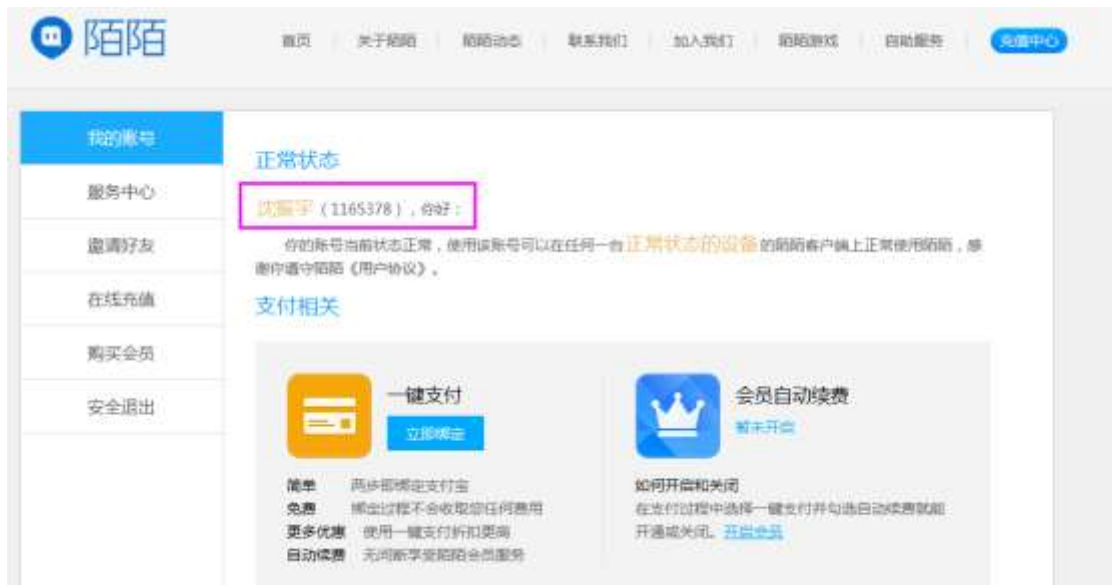 陌陌
首页 关于陌陌 陌陌动态 联系我们 加入我们 陌陌游戏 自助服务 充值中心
我的账号
服务中心
邀请好友
在线充值
购买会员
安全退出
正常状态
沈振宇（1165378），你好：
你的账号当前状态正常，使用该账号可以在任何一台正常状态的设备的陌陌客户端上正常使用陌陌，感
谢你遵守陌陌《用户协议》。
支付相关
一键支付
立即绑定
简单 两步即绑定支付宝
免费 绑定过程不会收取您任何费用
更多优惠 使用一键支付折扣更高
自动续费 无间断享受陌陌会员服务
会员自动续费
暂未开启
如何开启和关闭
在支付过程中选择一键支付并勾选自动续费就能
开通或关闭。开启会员